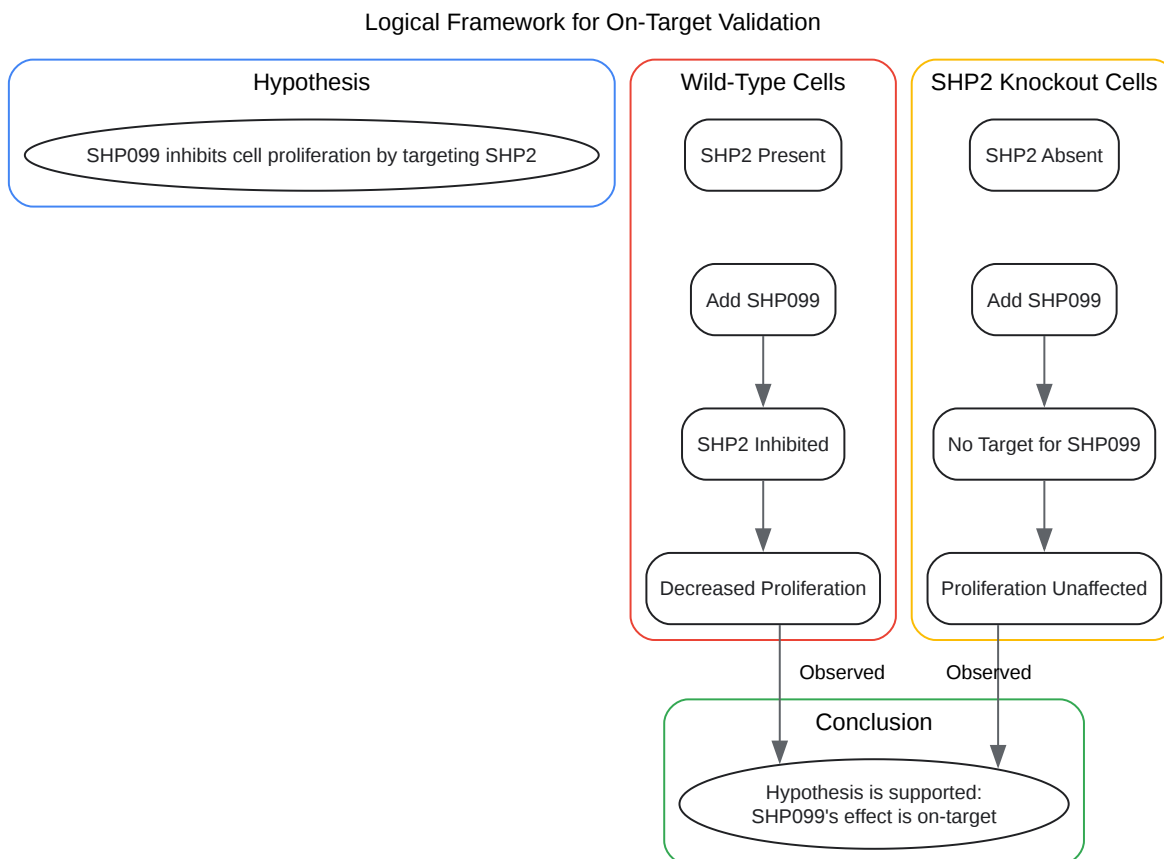 Logical Framework for On-Target Validation
Hypothesis
SHP099 inhibits cell proliferation by targeting SHP2
Wild-Type Cells
SHP2 Present
Add SHP099
SHP2 Inhibited
Decreased Proliferation
Observed
SHP2 Knockout Cells
SHP2 Absent
Add SHP099
No Target for SHP099
Proliferation Unaffected
Observed
Conclusion
Hypothesis is supported:
SHP099's effect is on-target